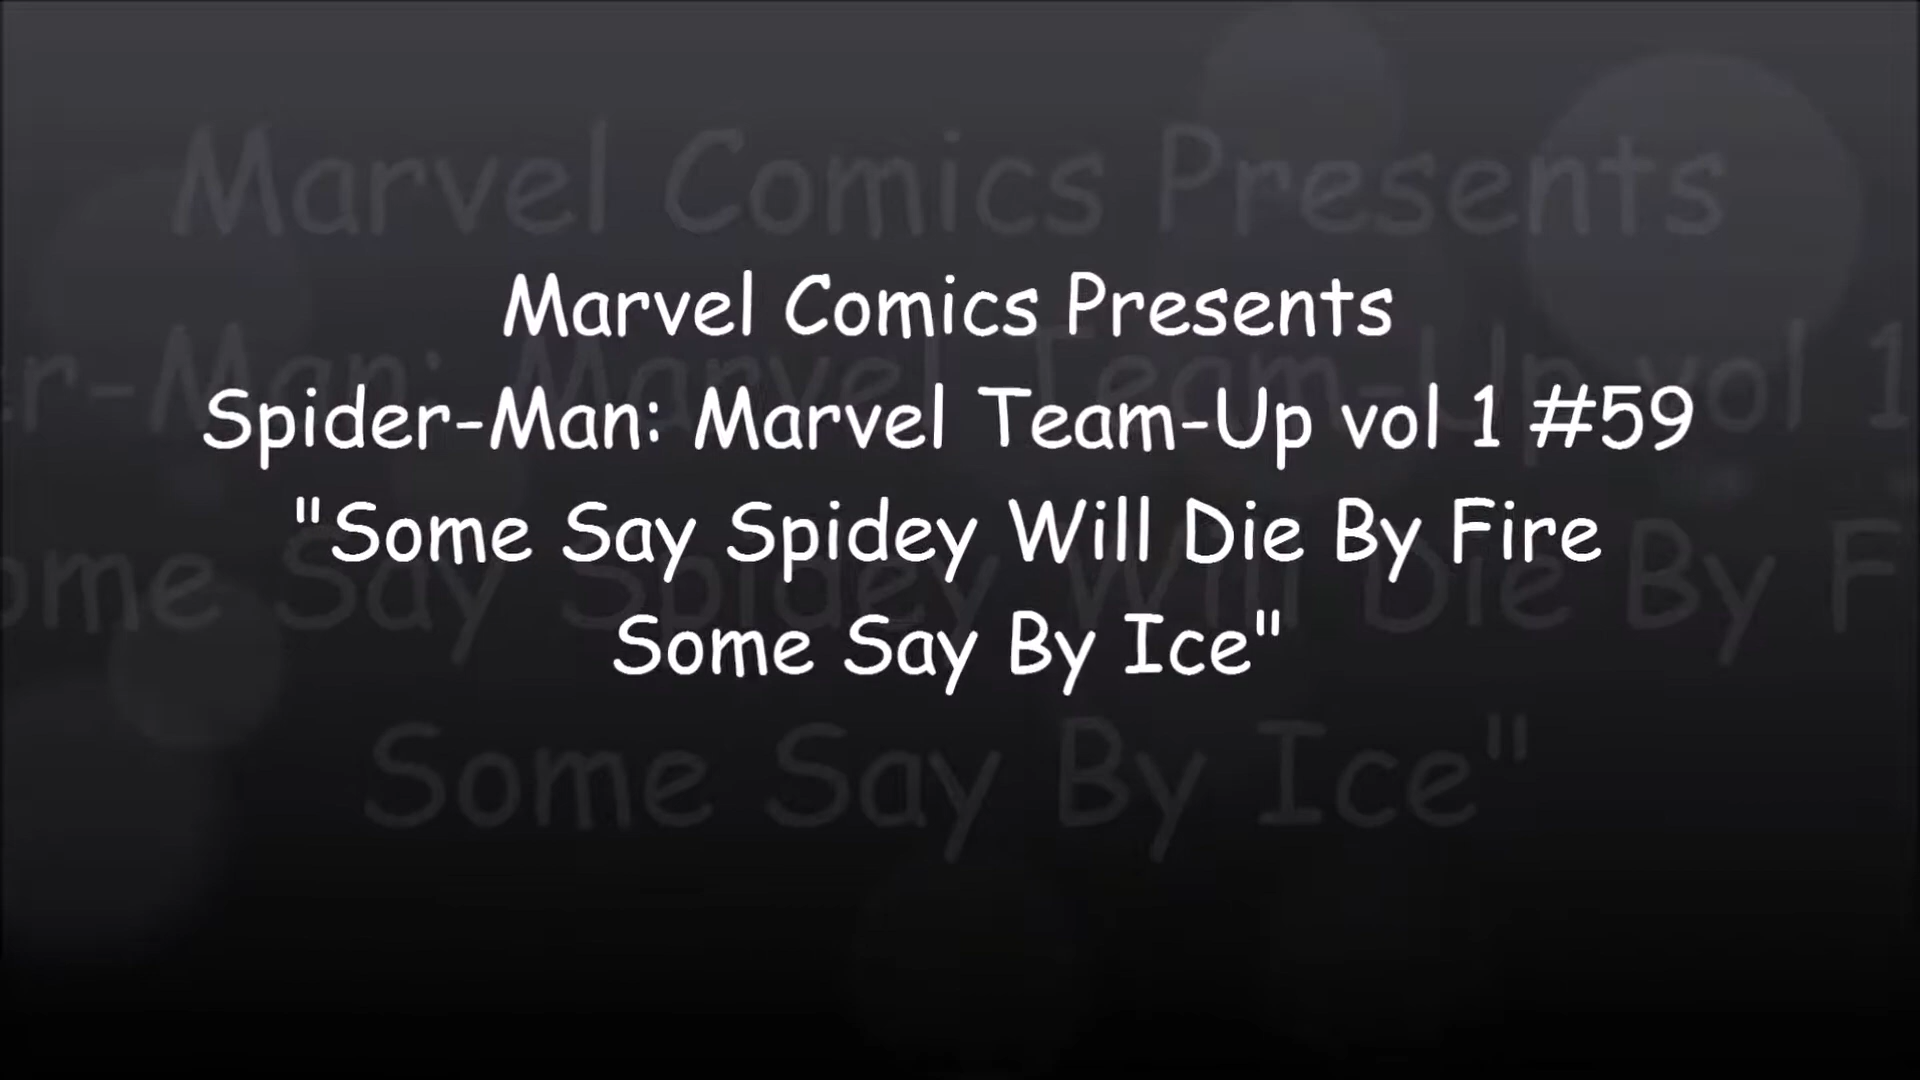 Marvel Comics Presents
Spider-Man: Marvel Team-Up vol 1 #59
"Some Say Spidey Will Die By Fire
Some Say By Ice"